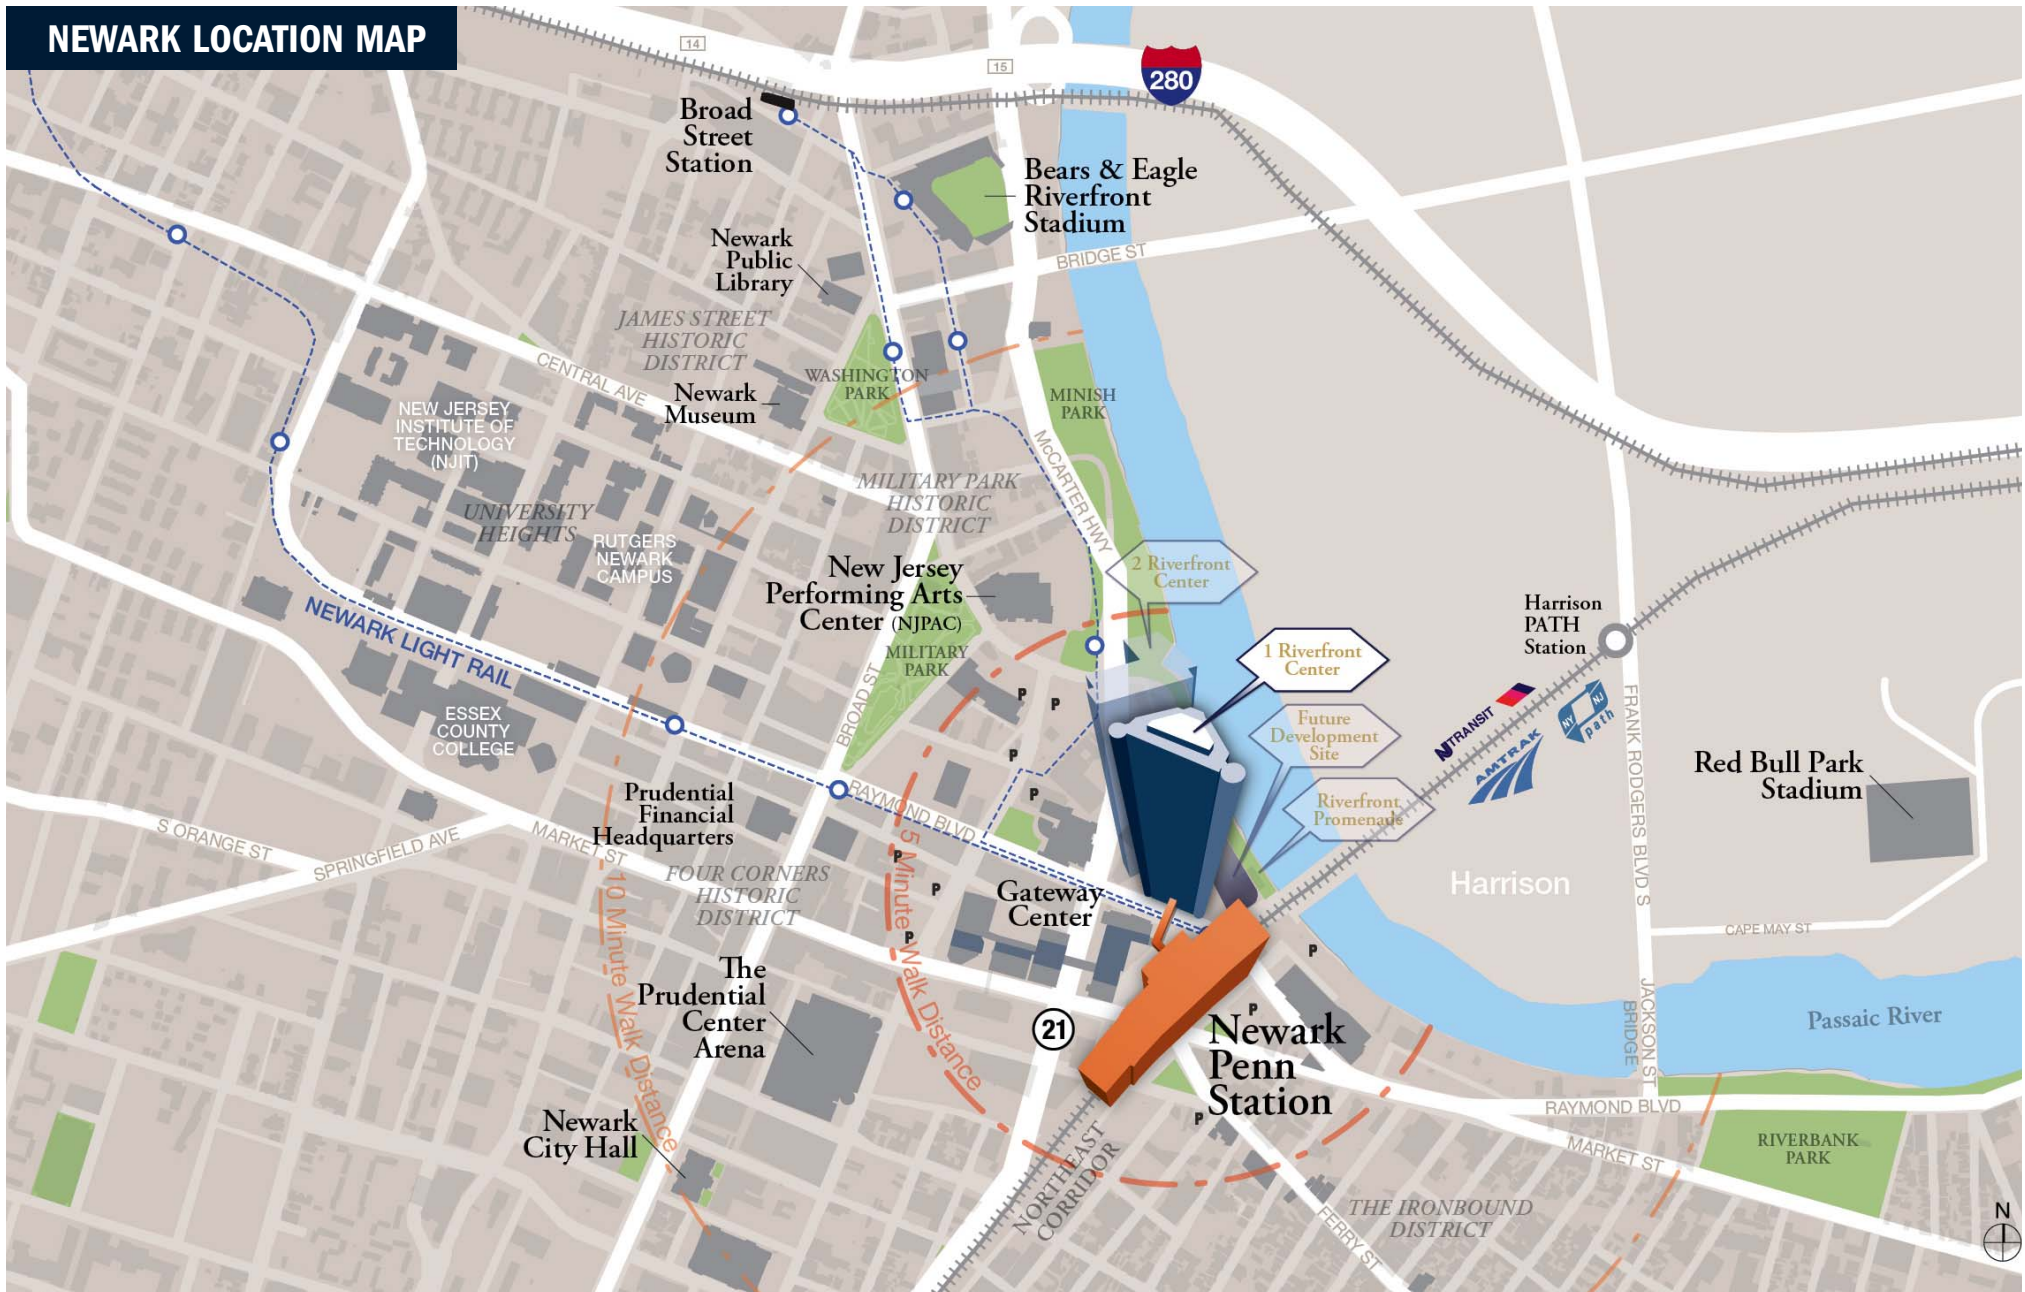 NEWARK LOCATION MAP
14
15
280
Broad
Street
Station
Bears & Eagle
Riverfront
Stadium
Newark
Public
Library
BRIDGE ST
JAMES STREET
HISTORIC
DISTRICT
CENTRAL AVE
WASHINGTON
PARK
Newark
Museum
MINISH
PARK
NEW JERSEY
INSTITUTE OF
TECHNOLOGY
(NJIT)
McCARTER HWY
MILITARY PARK
HISTORIC
DISTRICT
UNIVERSITY
HEIGHTS
RUTGERS
NEWARK
CAMPUS
New Jersey
Performing Arts
Center (NJPAC)
2 Riverfront
Center
NEWARK LIGHT RAIL
MILITARY
PARK
1 Riverfront
Center
Harrison
PATH
Station
BROAD ST
P
P
P
P
ESSEX
COUNTY
COLLEGE
Future
Development
Site
NJTRANSIT
AMTRAK
NY
NJ
path
FRANK RODGERS BLVD S
Red Bull Park
Stadium
Prudential
Financial
Headquarters
RAYMOND BLVD
Riverfront
Promenade
S ORANGE ST
SPRINGFIELD AVE
MARKET ST
FOUR CORNERS
HISTORIC
DISTRICT
P
P
P
5 Minute Walk Distance
10 Minute Walk Distance
Gateway
Center
Harrison
CAPE MAY ST
P
The
Prudential
Center
Arena
21
P
Newark
Penn
Station
P
JACKSON ST
BRIDGE
Passaic River
Newark
City Hall
NORTHEAST
CORRIDOR
RAYMOND BLVD
MARKET ST
RIVERBANK
PARK
THE IRONBOUND
DISTRICT
FERRY ST
N